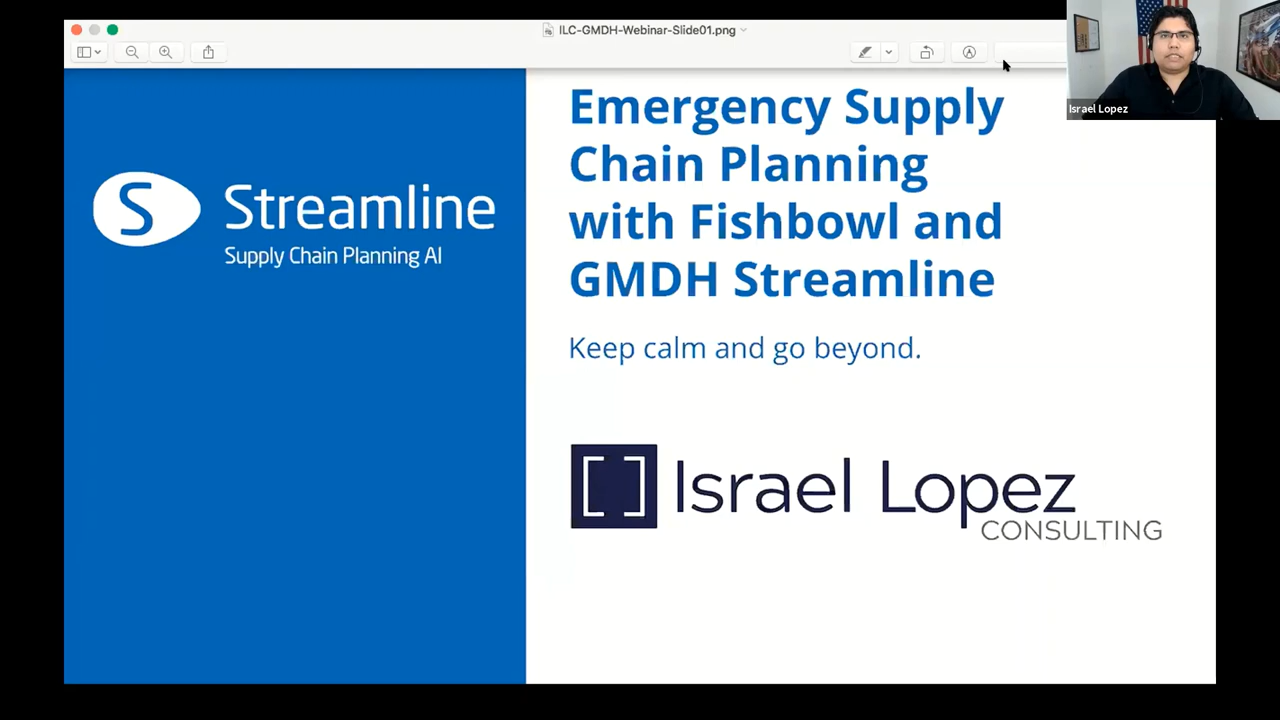 ILC-GMDH-Webinar-Slide01.png
Israel Lopez
S Streamline
Supply Chain Planning AI
Emergency Supply
Chain Planning
with Fishbowl and
GMDH Streamline
Keep calm and go beyond.
[ ] Israel Lopez
CONSULTING